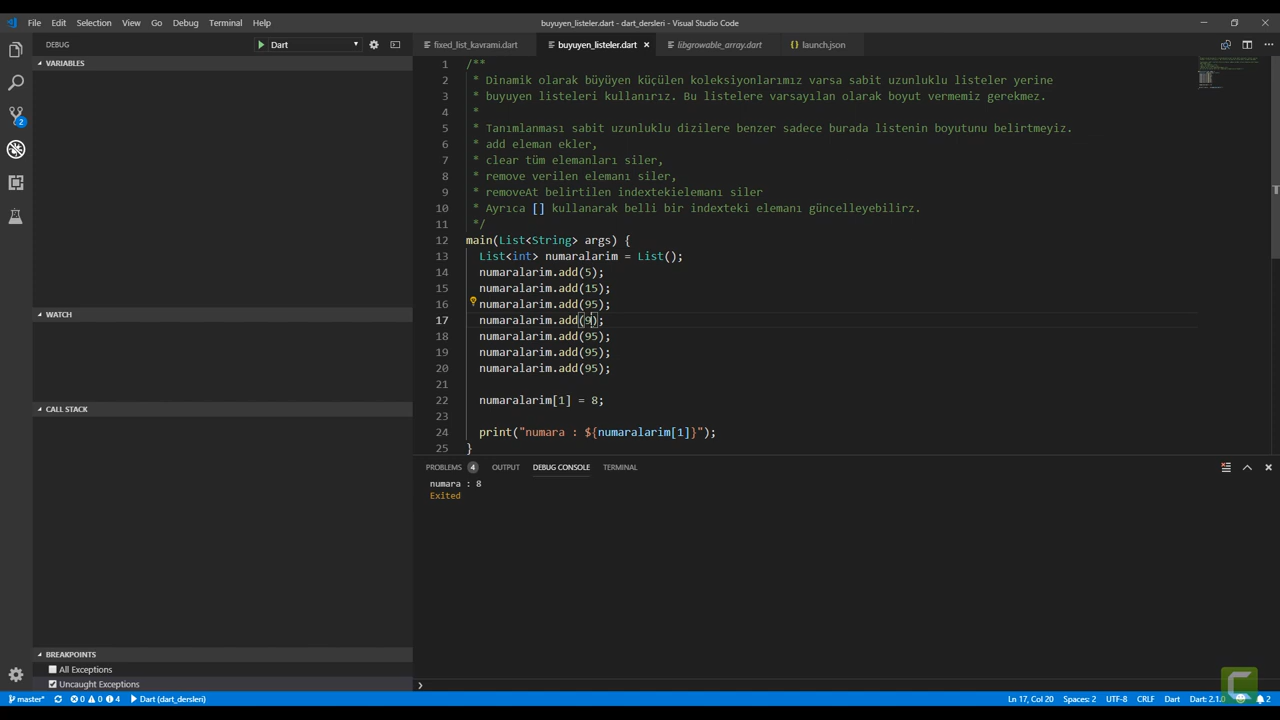 File Edit Selection View Go Debug Terminal Help
buyuyen_listeler.dart - dart_dersleri - Visual Studio Code
DEBUG Dart
fixed_list_kavrami.dart buyuyen_listeler.dart libgrowable_array.dart launch.json
VARIABLES
WATCH
CALL STACK
BREAKPOINTS
All Exceptions
Uncaught Exceptions
2
1 /**
2 * Dinamik olarak büyüyen küçülen koleksiyonlarımız varsa sabit uzunluklu listeler yerine
3 * buyuyen listeleri kullanırız. Bu listelere varsayılan olarak boyut vermemiz gerekmez.
4 *
5 * Tanımlanması sabit uzunluklu dizilere benzer sadece burada listenin boyutunu belirtmeyiz.
6 * add eleman ekler,
7 * clear tüm elemanları siler,
8 * remove verilen elemanı siler,
9 * removeAt belirtilen indextekielemanı siler
10 * Ayrıca [] kullanarak belli bir indexteki elemanı güncelleyebilirz.
11 */
12 main(List<String> args) {
13 List<int> numaralarim = List();
14 numaralarim.add(5);
15 numaralarim.add(15);
16 numaralarim.add(95);
17 numaralarim.add(9);
18 numaralarim.add(95);
19 numaralarim.add(95);
20 numaralarim.add(95);
21
22 numaralarim[1] = 8;
23
24 print("numara : ${numaralarim[1]}");
25 }
PROBLEMS 4 OUTPUT DEBUG CONSOLE TERMINAL
numara : 8
Exited
master* 0 0 4 Dart (dart_dersleri) Ln 17, Col 20 Spaces: 2 UTF-8 CRLF Dart Dart: 2.1.0 2